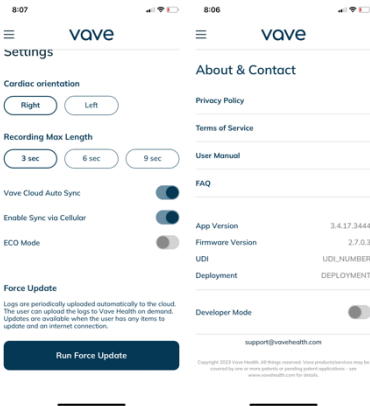 8:07
vave
Settings
Cardiac orientation
Right
Left
Recording Max Length
3 sec
6 sec
9 sec
Vave Cloud Auto Sync
Enable Sync via Cellular
ECO Mode
Force Update
Logs are periodically uploaded automatically to the cloud.
The user can upload the logs to Vave Health on demand.
Updates are available when the user has any items to
update and an internet connection.
Run Force Update
8:06
vave
About & Contact
Privacy Policy
Terms of Service
User Manual
FAQ
App Version 3.4.17.3444
Firmware Version 2.7.0.3
UDI UDI_NUMBER
Deployment DEPLOYMENT
Developer Mode
support@vavehealth.com
Copyright 2023 Vave Health. All things reserved. Vave products/services may be
covered by one or more patents or pending patent applications - see
www.vavehealth.com for details.